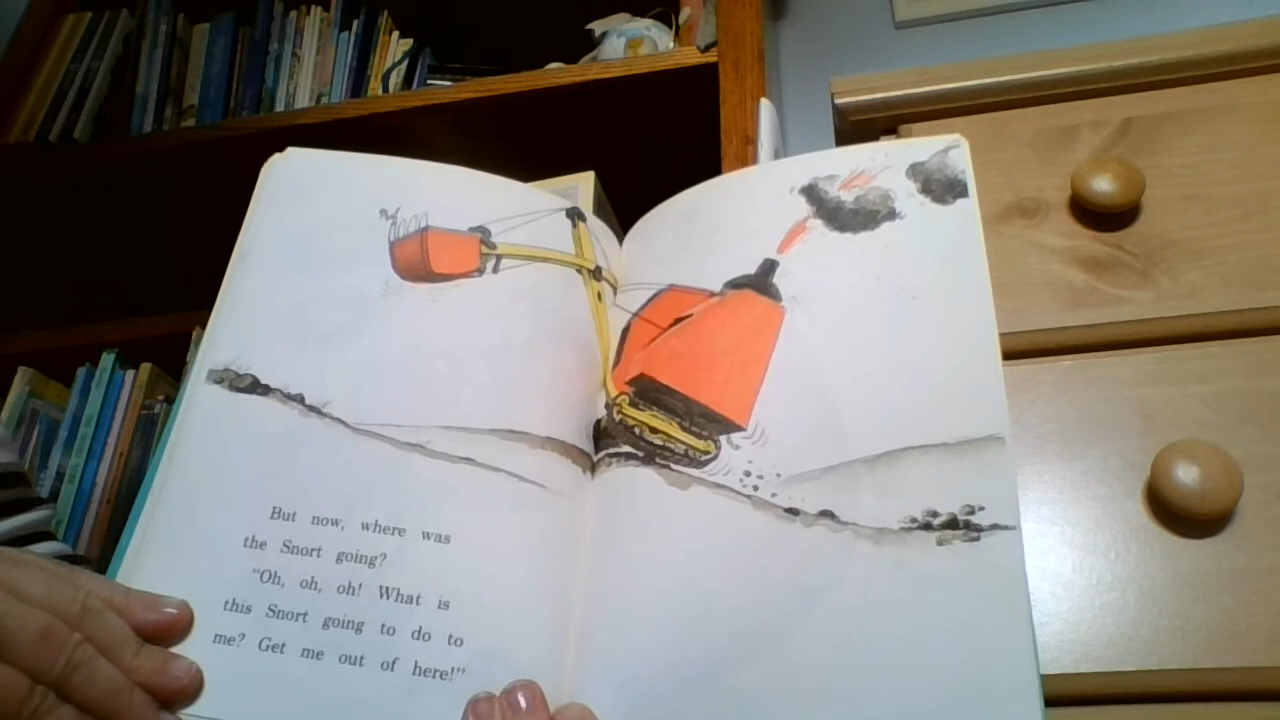 But now, where was
the Snort going?
“Oh, oh, oh! What is
this Snort going to do to
me? Get me out of here!”